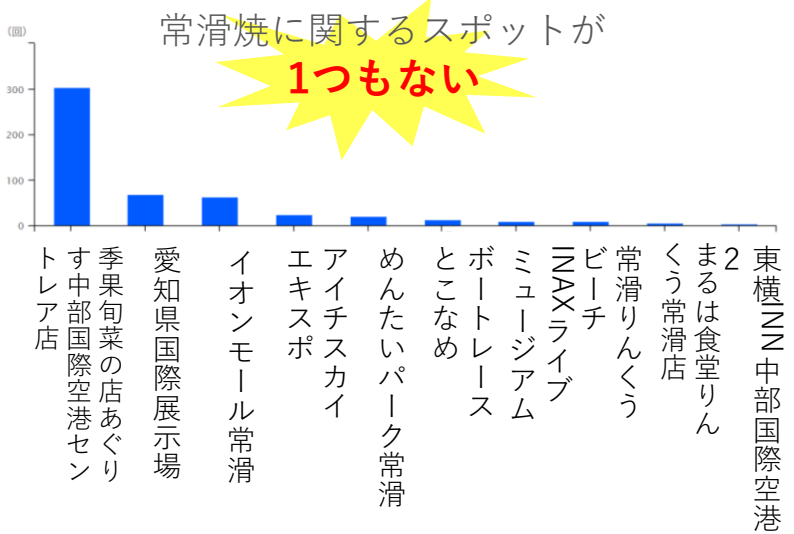 常滑焼に関するスポットが
1つもない
(回)
300
200
100
0
季果旬菜の店あぐり
す中部国際空港セン
トレア店
愛知県国際展示場
イオンモール常滑
アイチスカイ
エキスポ
めんたいパーク常滑
ボートレース
とこなめ
INAXライブ
ミュージアム
常滑りんくう
ビーチ
まるは食堂りん
くう常滑店
東横INN中部国際空港
2